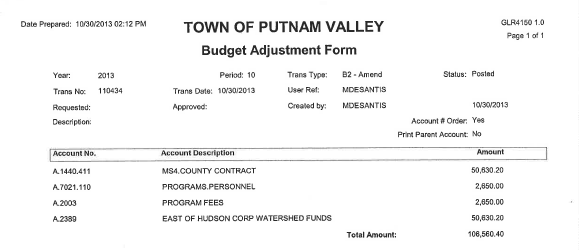 Date Prepared: 10/30/2013 02:12 PM TOWN OF PUTNAM VALLEY GLR4150 1.0
Page 1 of 1
Budget Adjustment Form
Year: 2013 Period: 10 Trans Type: B2 - Amend Status: Posted
Trans No: 110434 Trans Date: 10/30/2013 User Ref: MDESANTIS
Requested: Approved: Created by: MDESANTIS 10/30/2013
Description: Account # Order: Yes
Print Parent Account: No
Account No. Account Description Amount
A.1440.411 MS4.COUNTY CONTRACT 50,630.20
A.7021.110 PROGRAMS.PERSONNEL 2,650.00
A.2003 PROGRAM FEES 2,650.00
A.2389 EAST OF HUDSON CORP WATERSHED FUNDS 50,630.20
Total Amount: 106,560.40